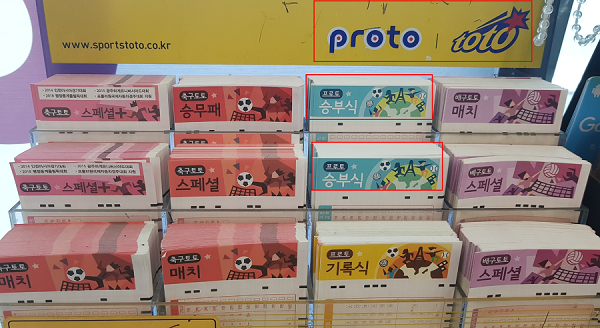 www.sportstoto.co.kr
proto
toto
축구토토
스페셜+
축구토토
승무패
프로토
승부식
배구토토
매치
Go
축구토토
스페셜+
축구토토
스페셜
프로토
승부식
배구토토
스페셜
축구토토
매치
축구토토
매치
프로토
기록식
배구토토
스페셜